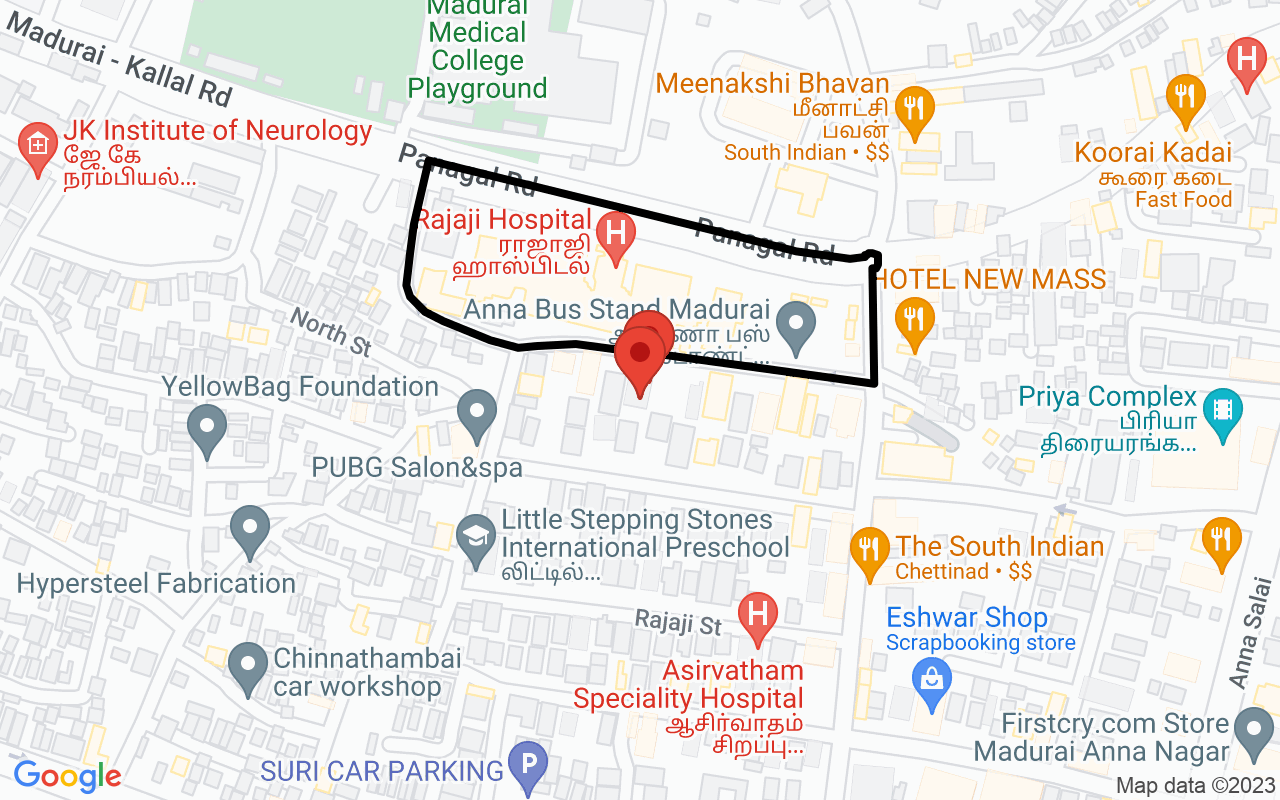 Madurai
Medical
College
Playground
Madurai - Kallal Rd
JK Institute of Neurology
ஜே கே
நரம்பியல்...
Meenakshi Bhavan
மீனாட்சி
பவன்
South Indian • $$
Koorai Kadai
கூரை கடை
Fast Food
Panagal Rd
Rajaji Hospital
ராஜாஜி
ஹாஸ்பிடல்
Panagal Rd
HOTEL NEW MASS
Anna Bus Stand Madurai
பஸ்
North St
YellowBag Foundation
Priya Complex
பிரியா
திரையரங்க...
PUBG Salon&spa
Little Stepping Stones
International Preschool
லிட்டில்...
The South Indian
Chettinad • $$
Hypersteel Fabrication
Eshwar Shop
Scrapbooking store
Rajaji St
Anna Salai
Chinnathambai
car workshop
Asirvatham
Speciality Hospital
ஆசிர்வாதம்
சிறப்பு...
Firstcry.com Store
Madurai Anna Nagar
SURI CAR PARKING
P
Google
Map data ©2023